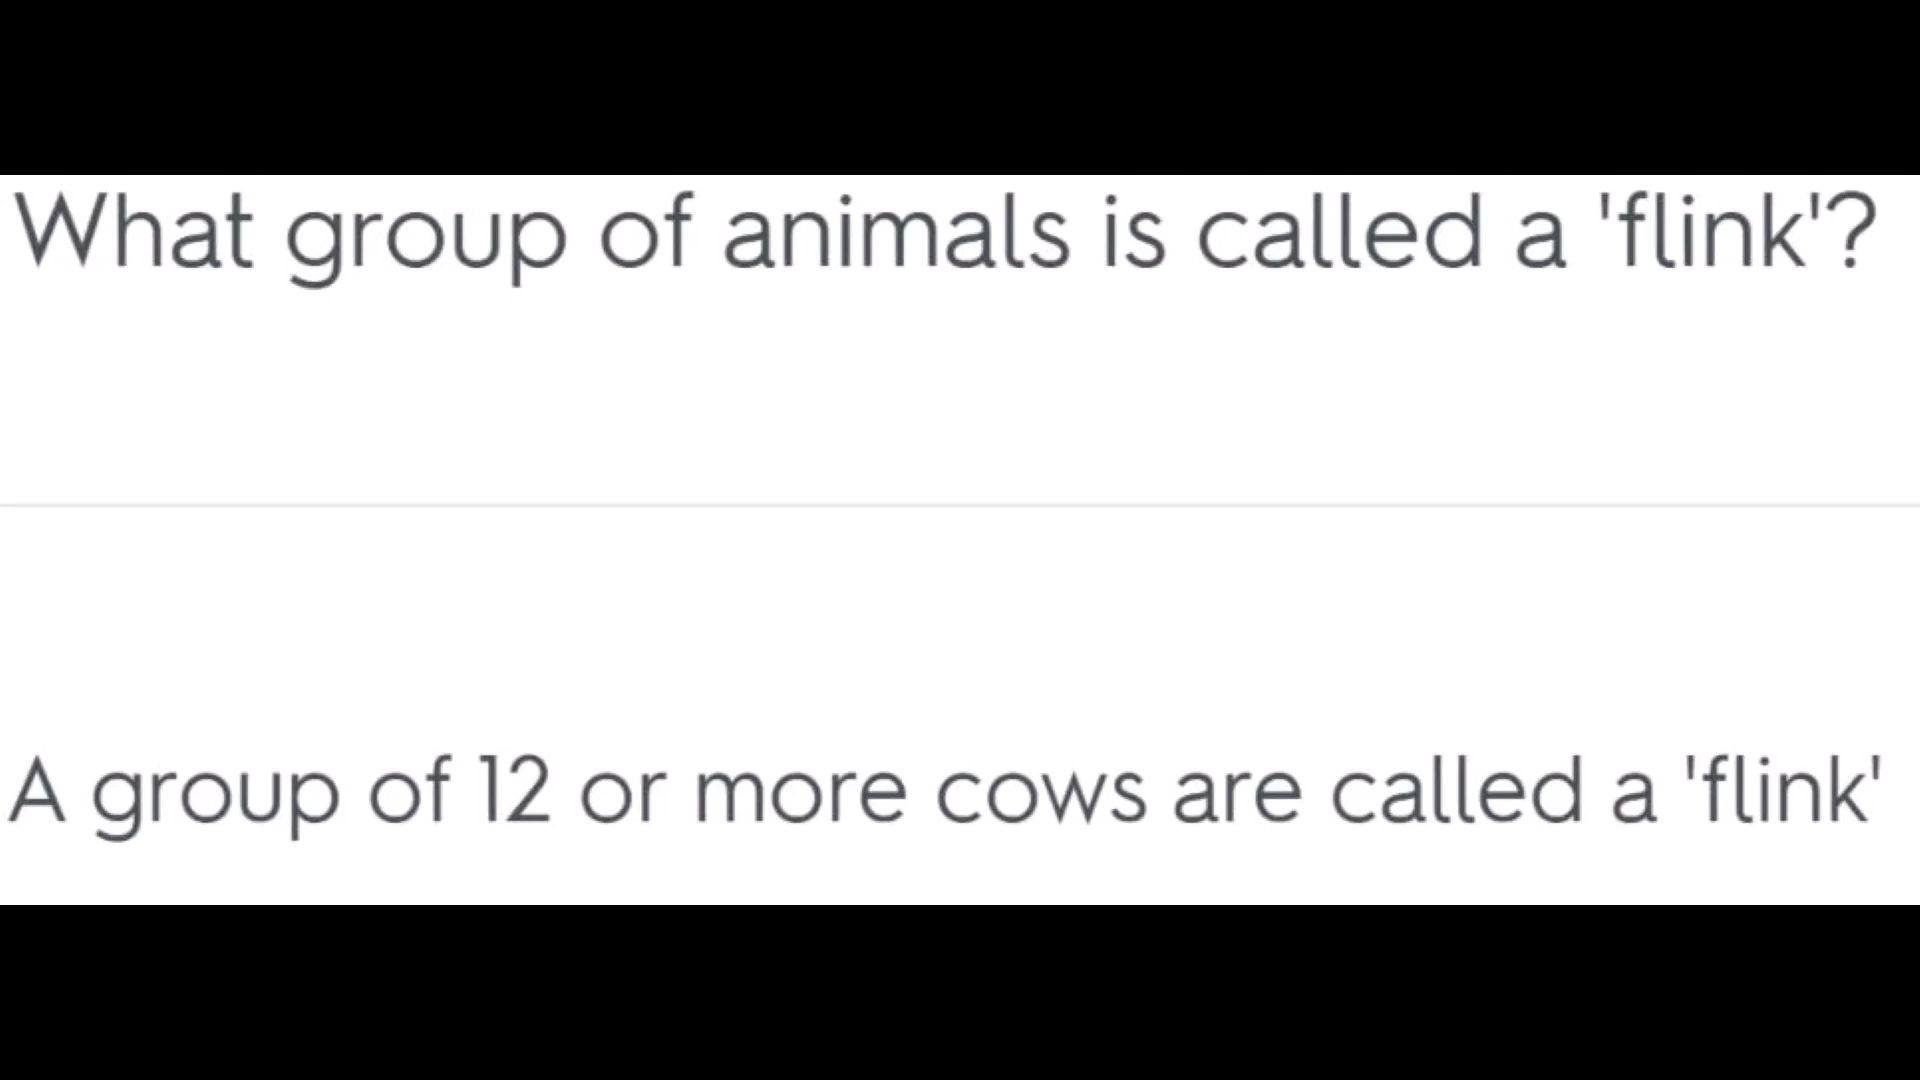 What group of animals is called a 'flink'?
A group of 12 or more cows are called a 'flink'